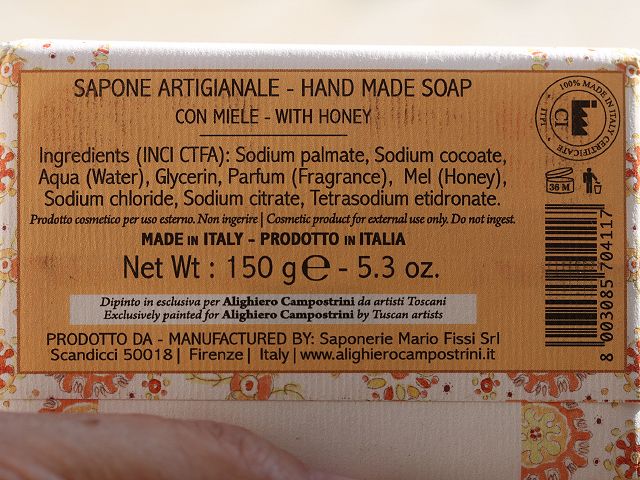 SAPONE ARTIGIANALE - HAND MADE SOAP
CON MIELE - WITH HONEY
100% MADE IN ITALY CERTIFICATE
ITPI
Ingredients (INCI CTFA): Sodium palmate, Sodium cocoate,
Aqua (Water), Glycerin, Parfum (Fragrance), Mel (Honey),
Sodium chloride, Sodium citrate, Tetrasodium etidronate.
36 M
Prodotto cosmetico per uso esterno. Non ingerire | Cosmetic product for external use only. Do not ingest.
MADE IN ITALY - PRODOTTO IN ITALIA
Net Wt : 150 g ℮ - 5.3 oz.
Dipinto in esclusiva per Alighiero Campostrini da artisti Toscani
Exclusively painted for Alighiero Campostrini by Tuscan artists
PRODOTTO DA - MANUFACTURED BY: Saponerie Mario Fissi Srl
Scandicci 50018 | Firenze | Italy | www.alighierocampostrini.it
8 003085 704117